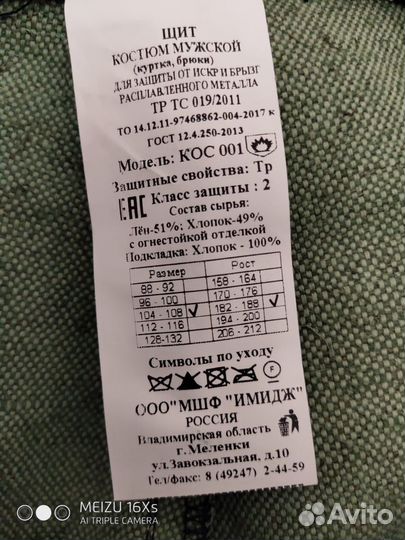 ЩИТ
КОСТЮМ МУЖСКОЙ
(куртка, брюки)
ДЛЯ ЗАЩИТЫ ОТ ИСКР И БРЫЗГ
РАСПЛАВЛЕННОГО МЕТАЛЛА
ТР ТС 019/2011
ТО 14.12.11-97468862-004-2017 к
ГОСТ 12.4.250-2013
Модель: КОС 001
Защитные свойства: Тр
ЕАС Класс защиты : 2
Состав сырья:
Лён-51%; Хлопок-49%
с огнестойкой отделкой
Подкладка: Хлопок - 100%
Размер Рост
88 - 92 158 - 164
96 - 100 170 - 176
104 - 108 182 - 188
112 - 116 194 - 200
128-132 206 - 212
Символы по уходу
F
ООО "МШФ "ИМИДЖ"
РОССИЯ
Владимирская область
г. Меленки
ул.Завокзальная, д.10
Тел/факс: 8 (49247) 2-44-59
MEIZU 16Xs
AI TRIPLE CAMERA
Avito